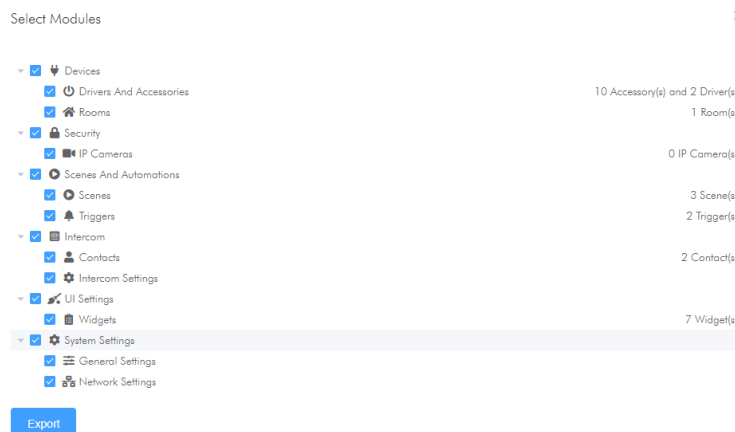 Select Modules
Devices
Drivers And Accessories 10 Accessory(s) and 2 Driver(s
Rooms 1 Room(s
Security
IP Cameras 0 IP Camera(s
Scenes And Automations
Scenes 3 Scene(s
Triggers 2 Trigger(s
Intercom
Contacts 2 Contact(s
Intercom Settings
UI Settings
Widgets 7 Widget(s
System Settings
General Settings
Network Settings
Export